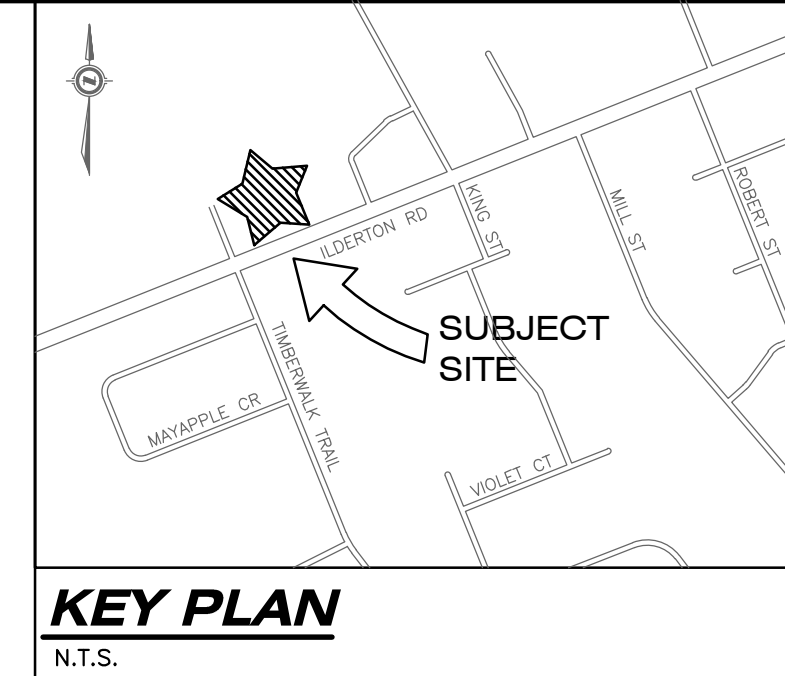 ILDERTON RD
KING ST
MILL ST
ROBERT ST
SUBJECT
SITE
TIMBERWALK TRAIL
MAYAPPLE CR
VIOLET CT
KEY PLAN
N.T.S.